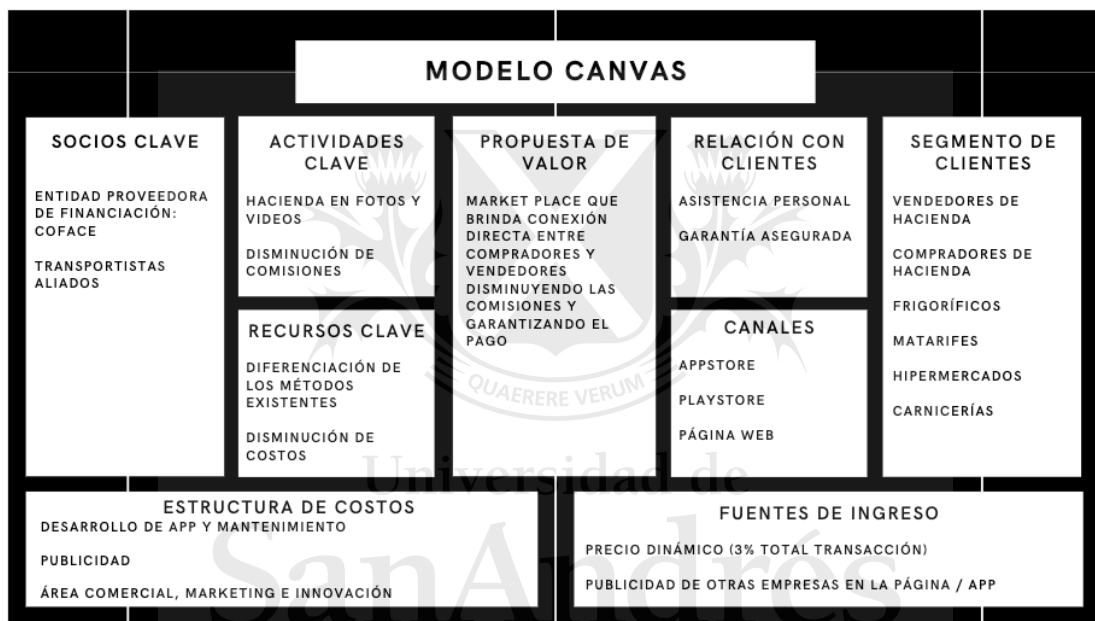 MODELO CANVAS
SOCIOS CLAVE
ENTIDAD PROVEEDORA
DE FINANCIACIÓN:
COFACE
TRANSPORTISTAS
ALIADOS
ACTIVIDADES
CLAVE
HACIENDA EN FOTOS Y
VIDEOS
DISMINUCIÓN DE
COMISIONES
RECURSOS CLAVE
DIFERENCIACIÓN DE
LOS MÉTODOS
EXISTENTES
DISMINUCIÓN DE
COSTOS
PROPUESTA DE
VALOR
MARKET PLACE QUE
BRINDA CONEXIÓN
DIRECTA ENTRE
COMPRADORES Y
VENDEDORES
DISMINUYENDO LAS
COMISIONES Y
GARANTIZANDO EL
PAGO
RELACIÓN CON
CLIENTES
ASISTENCIA PERSONAL
GARANTÍA ASEGURADA
CANALES
APPSTORE
PLAYSTORE
PÁGINA WEB
SEGMENTO DE
CLIENTES
VENDEDORES DE
HACIENDA
COMPRADORES DE
HACIENDA
FRIGORÍFICOS
MATARIFES
HIPERMERCADOS
CARNICERÍAS
ESTRUCTURA DE COSTOS
DESARROLLO DE APP Y MANTENIMIENTO
PUBLICIDAD
ÁREA COMERCIAL, MARKETING E INNOVACIÓN
FUENTES DE INGRESO
PRECIO DINÁMICO (3% TOTAL TRANSACCIÓN)
PUBLICIDAD DE OTRAS EMPRESAS EN LA PÁGINA / APP
QUAERERE VERUM
Universidad de
SanAndrés